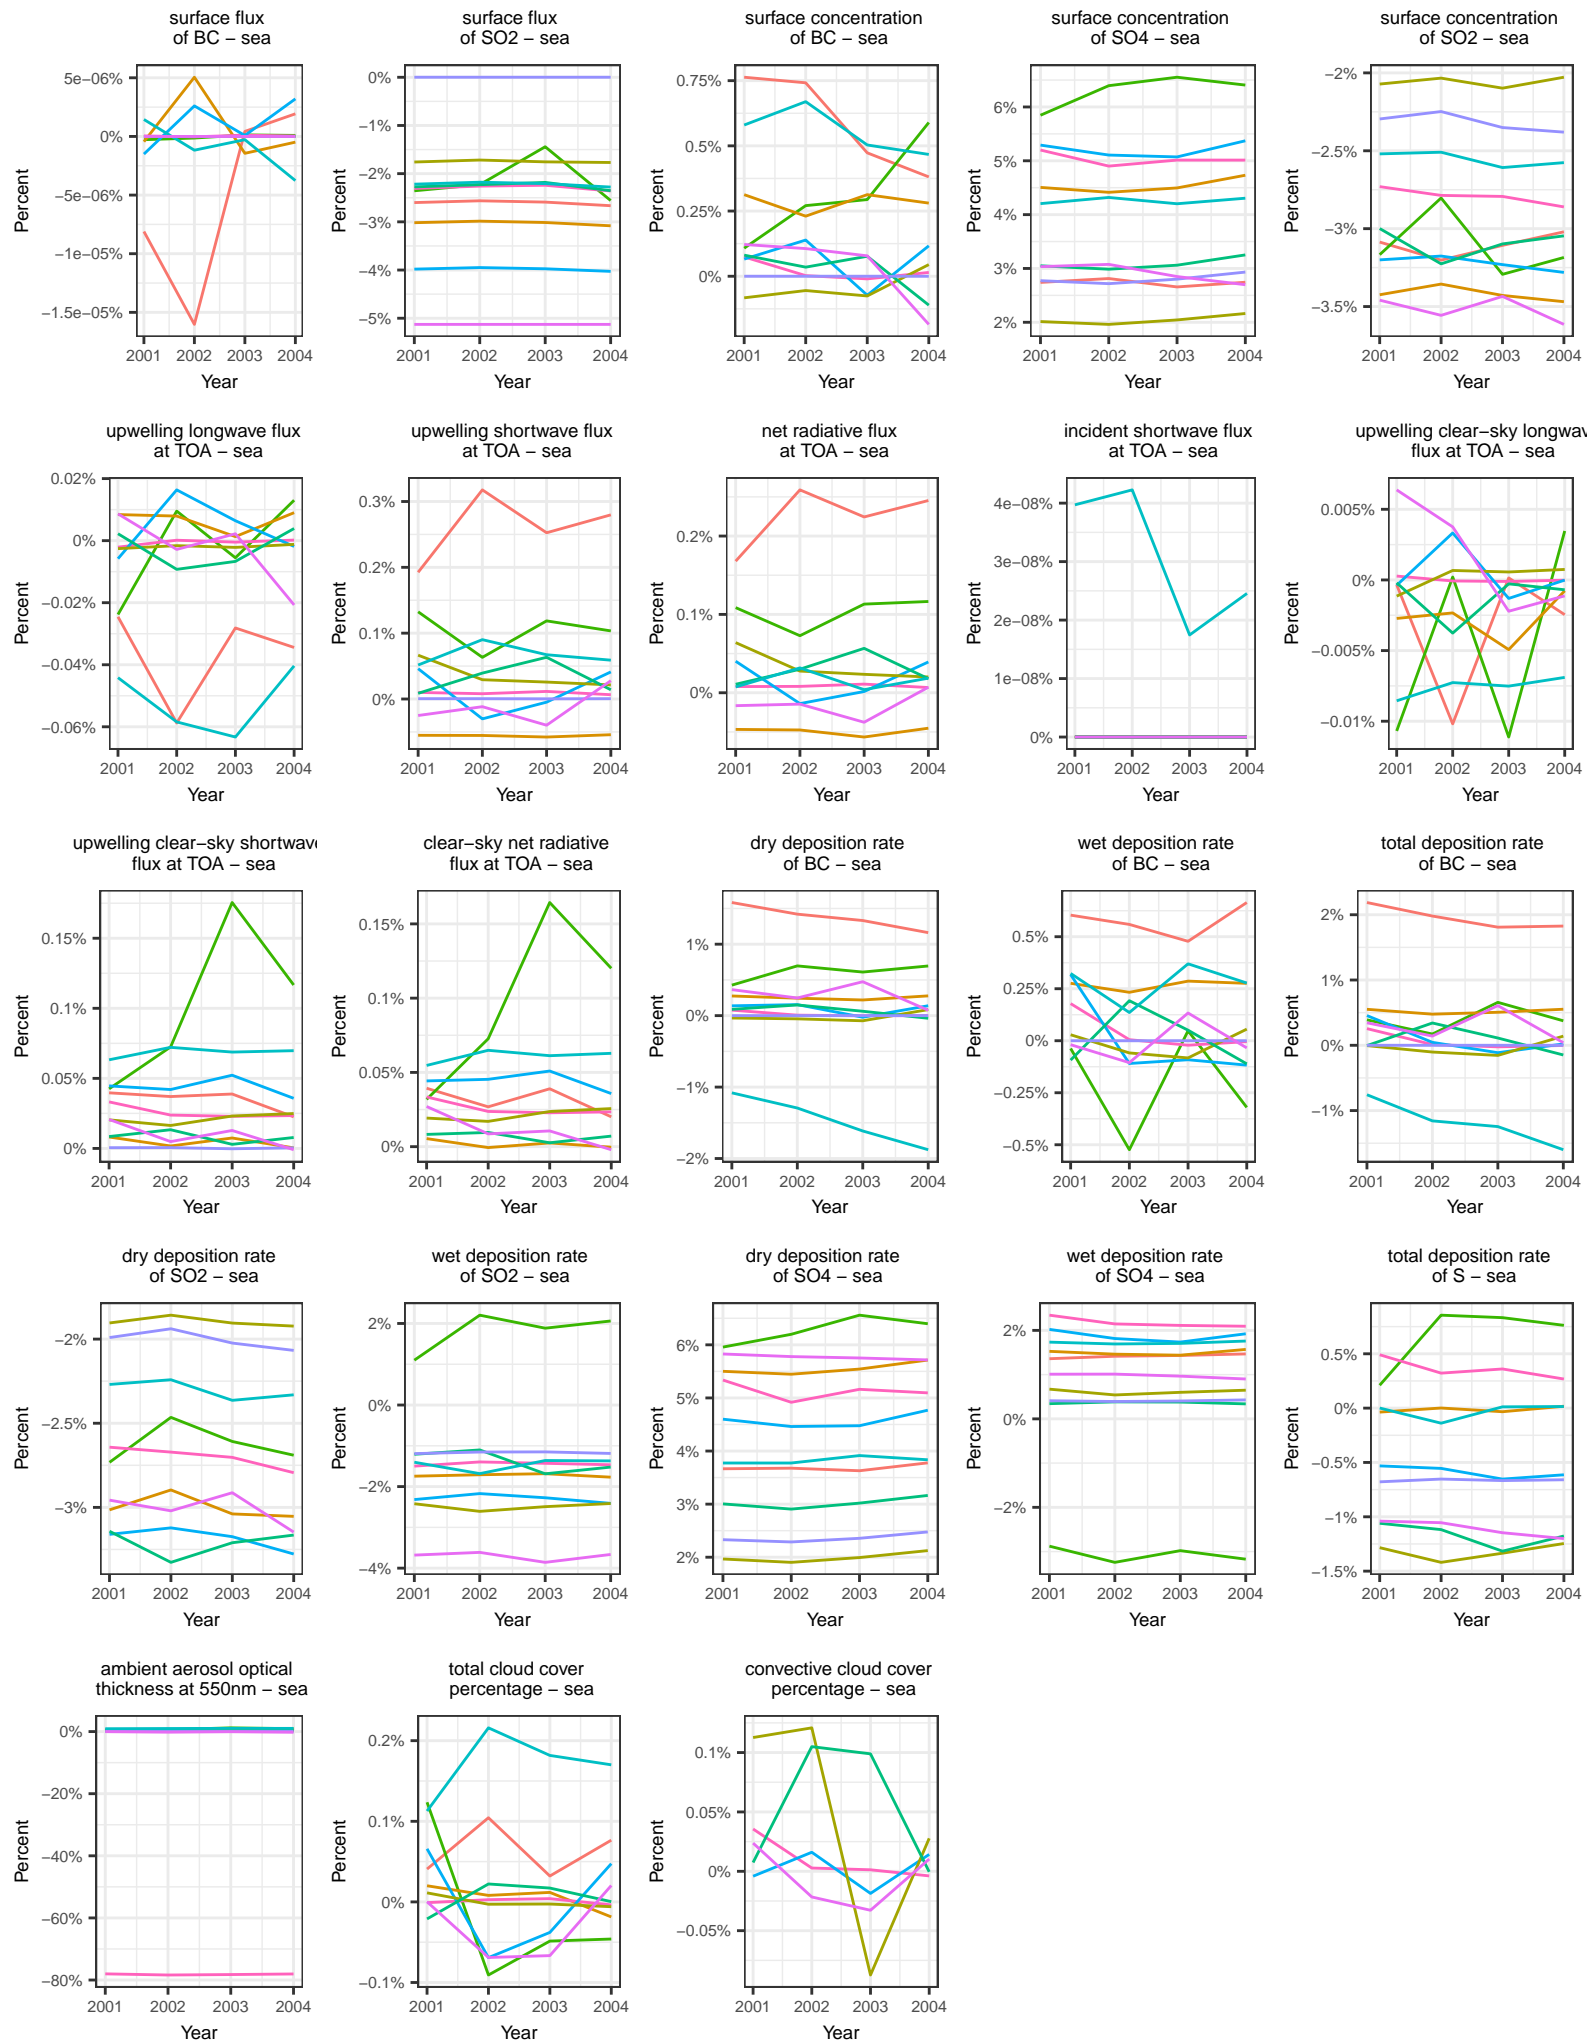 surface flux
of BC − sea
5e−06%
0%
−5e−06%
−1e−05%
−1.5e−05%
Percent
2001 2002 2003 2004
Year
surface flux
of SO2 − sea
0%
−1%
−2%
−3%
−4%
−5%
Percent
2001 2002 2003 2004
Year
surface concentration
of BC − sea
0.75%
0.5%
0.25%
0%
Percent
2001 2002 2003 2004
Year
surface concentration
of SO4 − sea
6%
5%
4%
3%
2%
Percent
2001 2002 2003 2004
Year
surface concentration
of SO2 − sea
−2%
−2.5%
−3%
−3.5%
Percent
2001 2002 2003 2004
Year
upwelling longwave flux
at TOA − sea
0.02%
0%
−0.02%
−0.04%
−0.06%
Percent
2001 2002 2003 2004
Year
upwelling shortwave flux
at TOA − sea
0.3%
0.2%
0.1%
0%
Percent
2001 2002 2003 2004
Year
net radiative flux
at TOA − sea
0.2%
0.1%
0%
Percent
2001 2002 2003 2004
Year
incident shortwave flux
at TOA − sea
4e−08%
3e−08%
2e−08%
1e−08%
0%
Percent
2001 2002 2003 2004
Year
upwelling clear−sky longwav
flux at TOA − sea
0.005%
0%
−0.005%
−0.01%
Percent
2001 2002 2003 2004
Year
upwelling clear−sky shortwave
flux at TOA − sea
0.15%
0.1%
0.05%
0%
Percent
2001 2002 2003 2004
Year
clear−sky net radiative
flux at TOA − sea
0.15%
0.1%
0.05%
0%
Percent
2001 2002 2003 2004
Year
dry deposition rate
of BC − sea
1%
0%
−1%
−2%
Percent
2001 2002 2003 2004
Year
wet deposition rate
of BC − sea
0.5%
0.25%
0%
−0.25%
−0.5%
Percent
2001 2002 2003 2004
Year
total deposition rate
of BC − sea
2%
1%
0%
−1%
Percent
2001 2002 2003 2004
Year
dry deposition rate
of SO2 − sea
−2%
−2.5%
−3%
Percent
2001 2002 2003 2004
Year
wet deposition rate
of SO2 − sea
2%
0%
−2%
−4%
Percent
2001 2002 2003 2004
Year
dry deposition rate
of SO4 − sea
6%
5%
4%
3%
2%
Percent
2001 2002 2003 2004
Year
wet deposition rate
of SO4 − sea
2%
0%
−2%
Percent
2001 2002 2003 2004
Year
total deposition rate
of S − sea
0.5%
0%
−0.5%
−1%
−1.5%
Percent
2001 2002 2003 2004
Year
ambient aerosol optical
thickness at 550nm − sea
0%
−20%
−40%
−60%
−80%
Percent
2001 2002 2003 2004
Year
total cloud cover
percentage − sea
0.2%
0.1%
0%
−0.1%
Percent
2001 2002 2003 2004
Year
convective cloud cover
percentage − sea
0.1%
0.05%
0%
−0.05%
Percent
2001 2002 2003 2004
Year